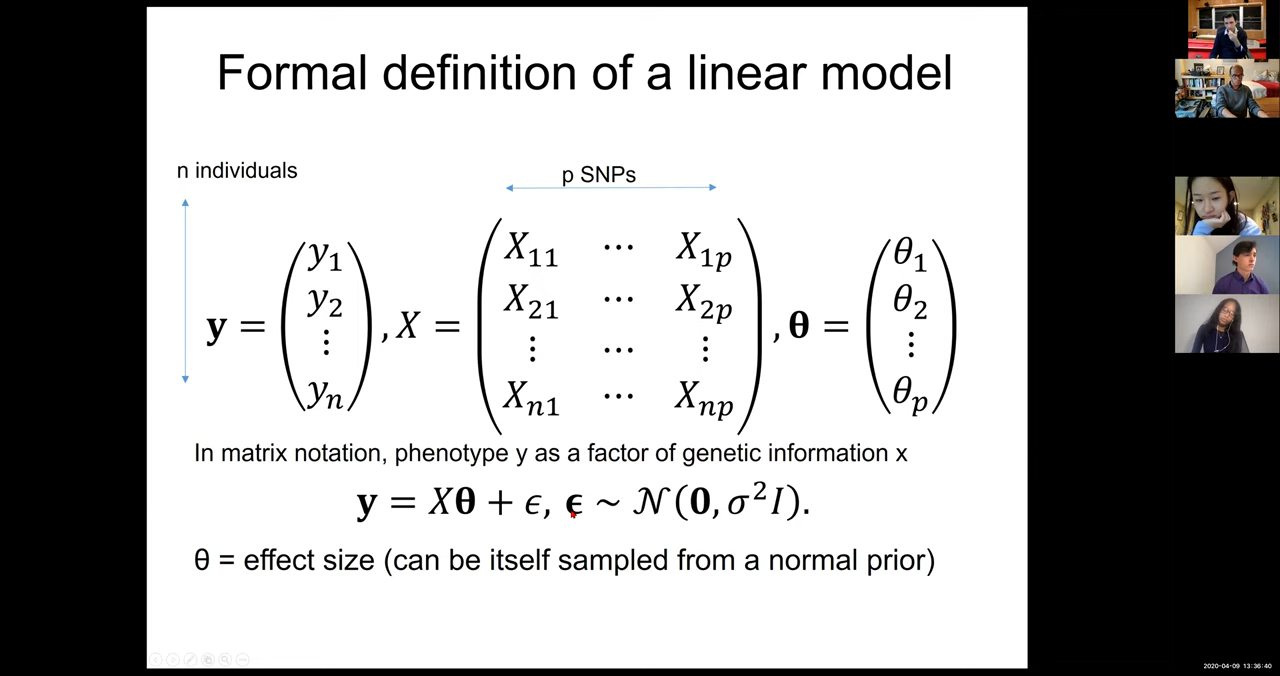 Formal definition of a linear model
n individuals
p SNPs
𝐲 = (y₁ y₂ ⋮ yₙ), X = (X₁₁ ⋯ X₁ₚ X₂₁ ⋯ X₂ₚ ⋮ ⋯ ⋮ Xₙ₁ ⋯ Xₙₚ), 𝛉 = (θ₁ θ₂ ⋮ θₚ)
In matrix notation, phenotype y as a factor of genetic information x
𝐲 = X𝛉 + ϵ, 𝛜 ~ 𝒩(𝟎, σ²I).
θ = effect size (can be itself sampled from a normal prior)
2020-04-09 13:36:40